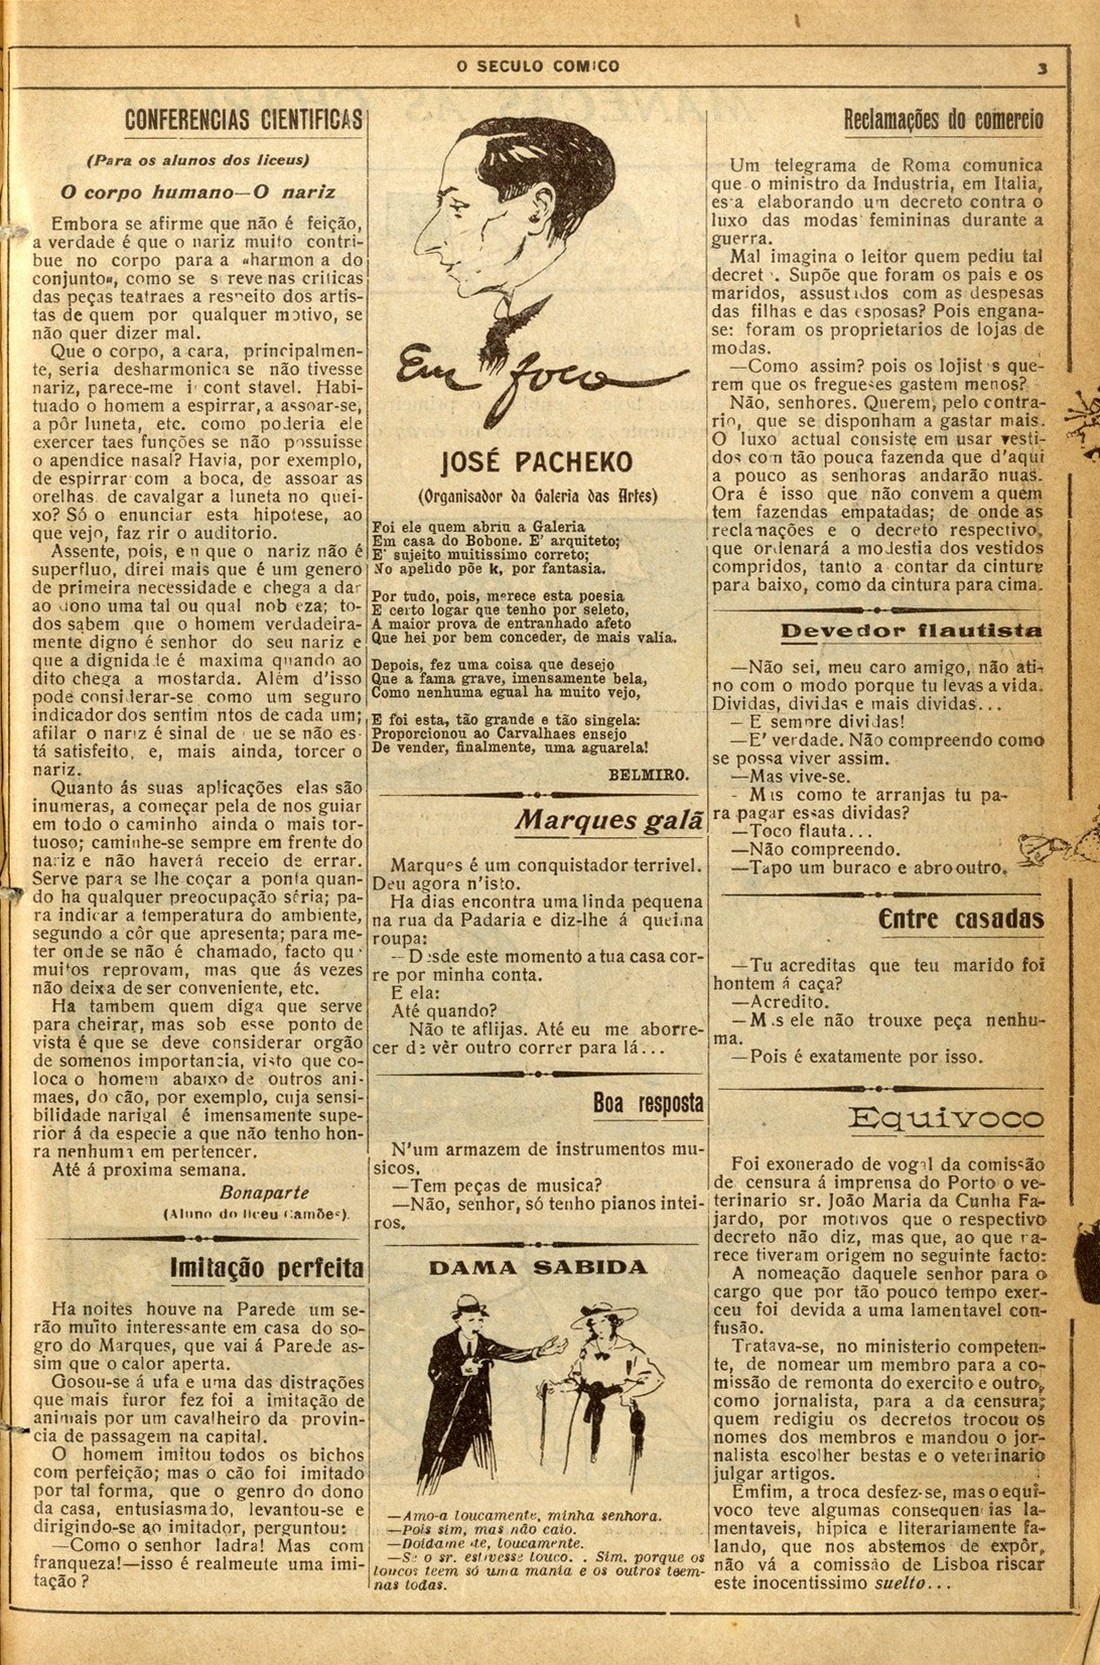 O SECULO COMICO
3
CONFERENCIAS CIENTIFICAS
(Para os alunos dos liceus)
O corpo humano—O nariz
Embora se afirme que não é feição,
a verdade é que o nariz muito contri-
bue no corpo para a «harmon a do
conjunto», como se s reve nas criticas
das peças teatraes a respeito dos artis-
tas de quem por qualquer motivo, se
não quer dizer mal.
Que o corpo, a cara, principalmen-
te, seria desharmonica se não tivesse
nariz, parece-me i cont stavel. Habi-
tuado o homem a espirrar, a assoar-se,
a pôr luneta, etc. como poderia ele
exercer taes funções se não possuisse
o apendice nasal? Havia, por exemplo,
de espirrar com a boca, de assoar as
orelhas de cavalgar a luneta no quei-
xo? Só o enunciar esta hipotese, ao
que vejo, faz rir o auditorio.
Assente, pois, e n que o nariz não é
superfluo, direi mais que é um genero
de primeira necessidade e chega a dar
ao dono uma tal ou qual nob eza; to-
dos sabem que o homem verdadeira-
mente digno é senhor do seu nariz e
que a dignidade é maxima quando ao
dito chega a mostarda. Além d'isso
pode considerar-se como um seguro
indicador dos sentim ntos de cada um;
afilar o nariz é sinal de ue se não es-
tá satisfeito, e, mais ainda, torcer o
nariz.
Quanto ás suas aplicações elas são
inumeras, a começar pela de nos guiar
em todo o caminho ainda o mais tor-
tuoso; caminhe-se sempre em frente do
nariz e não haverá receio de errar.
Serve para se lhe coçar a ponta quan-
do ha qualquer preocupação séria; pa-
ra indicar a temperatura do ambiente,
segundo a côr que apresenta; para me-
ter onde se não é chamado, facto qu
muitos reprovam, mas que ás vezes
não deixa de ser conveniente, etc.
Ha tambem quem diga que serve
para cheirar, mas sob esse ponto de
vista é que se deve considerar orgão
de somenos importancia, visto que co-
loca o homem abaixo de outros ani-
maes, do cão, por exemplo, cuja sensi-
bilidade narigal é imensamente supe-
rior á da especie a que não tenho hon-
ra nenhuma em pertencer.
Até á proxima semana.
Bonaparte
(Aluno do liceu Camões).
Imitação perfeita
Ha noites houve na Parede um se-
rão muito interessante em casa do so-
gro do Marques, que vai á Parede as-
sim que o calor aperta.
Gosou-se á ufa e uma das distrações
que mais furor fez foi a imitação de
animais por um cavalheiro da provin-
cia de passagem na capital.
O homem imitou todos os bichos
com perfeição; mas o cão foi imitado
por tal forma, que o genro do dono
da casa, entusiasmado, levantou-se e
dirigindo-se ao imitador, perguntou:
—Como o senhor ladra! Mas com
franqueza!—isso é realmeute uma imi-
tação?
Em foco
JOSÉ PACHEKO
(Organisador da Galeria das Artes)
Foi ele quem abriu a Galeria
Em casa do Bobone. E' arquiteto;
E' sujeito muitissimo correto;
No apelido põe k, por fantasia.
Por tudo, pois, merece esta poesia
E certo logar que tenho por seleto,
A maior prova de entranhado afeto
Que hei por bem conceder, de mais valia.
Depois, fez uma coisa que desejo
Que a fama grave, imensamente bela,
Como nenhuma egual ha muito vejo,
E foi esta, tão grande e tão singela:
Proporcionou ao Carvalhaes ensejo
De vender, finalmente, uma aguarela!
BELMIRO.
Marques galã
Marques é um conquistador terrivel.
Deu agora n'isto.
Ha dias encontra uma linda pequena
na rua da Padaria e diz-lhe á queima
roupa:
—Desde este momento a tua casa cor-
re por minha conta.
E ela:
Até quando?
Não te aflijas. Até eu me aborre-
cer de vêr outro correr para lá...
Boa resposta
N'um armazem de instrumentos mu-
sicos.
—Tem peças de musica?
—Não, senhor, só tenho pianos intei-
ros.
DAMA SABIDA
—Amo-a loucamente, minha senhora.
—Pois sim, mas não caio.
—Doidamente, loucamente.
—Se o sr. estivesse louco. . Sim, porque os
loucos teem só uma mania e os outros teem-
nas todas.
Reclamações do comercio
Um telegrama de Roma comunica
que o ministro da Industria, em Italia,
es a elaborando um decreto contra o
luxo das modas femininas durante a
guerra.
Mal imagina o leitor quem pediu tal
decret . Supõe que foram os pais e os
maridos, assustados com as despesas
das filhas e das esposas? Pois engana-
se: foram os proprietarios de lojas de
modas.
—Como assim? pois os lojist s que-
rem que os freguezes gastem menos?
Não, senhores. Querem, pelo contra-
rio, que se disponham a gastar mais.
O luxo actual consiste em usar vesti-
dos com tão pouca fazenda que d'aqui
a pouco as senhoras andarão nuas.
Ora é isso que não convem a quem
tem fazendas empatadas; de onde as
reclamações e o decreto respectivo,
que ordenará a modestia dos vestidos
compridos, tanto a contar da cintura
para baixo, como da cintura para cima.
Devedor flautista
—Não sei, meu caro amigo, não ati-
no com o modo porque tu levas a vida.
Dividas, dividas e mais dividas...
—E sempre dividas!
—E' verdade. Não compreendo como
se possa viver assim.
—Mas vive-se.
- Mas como te arranjas tu pa-
ra pagar essas dividas?
—Toco flauta...
—Não compreendo.
—Tapo um buraco e abro outro.
Entre casadas
—Tu acreditas que teu marido foi
hontem á caça?
—Acredito.
—Mas ele não trouxe peça nenhu-
ma.
—Pois é exatamente por isso.
Equivoco
Foi exonerado de vogal da comissão
de censura á imprensa do Porto o ve-
terinario sr. João Maria da Cunha Fa-
jardo, por motivos que o respectivo
decreto não diz, mas que, ao que pa-
rece tiveram origem no seguinte facto:
A nomeação daquele senhor para o
cargo que por tão pouco tempo exer-
ceu foi devida a uma lamentavel con-
fusão.
Tratava-se, no ministerio competen-
te, de nomear um membro para a co-
missão de remonta do exercito e outro,
como jornalista, para a da censura;
quem redigiu os decretos trocou os
nomes dos membros e mandou o jor-
nalista escolher bestas e o veterinario
julgar artigos.
Emfim, a troca desfez-se, mas o equi-
voco teve algumas consequencias la-
mentaveis, hipica e literariamente fa-
lando, que nos abstemos de expôr,
não vá a comissão de Lisboa riscar
este inocentissimo suelto...